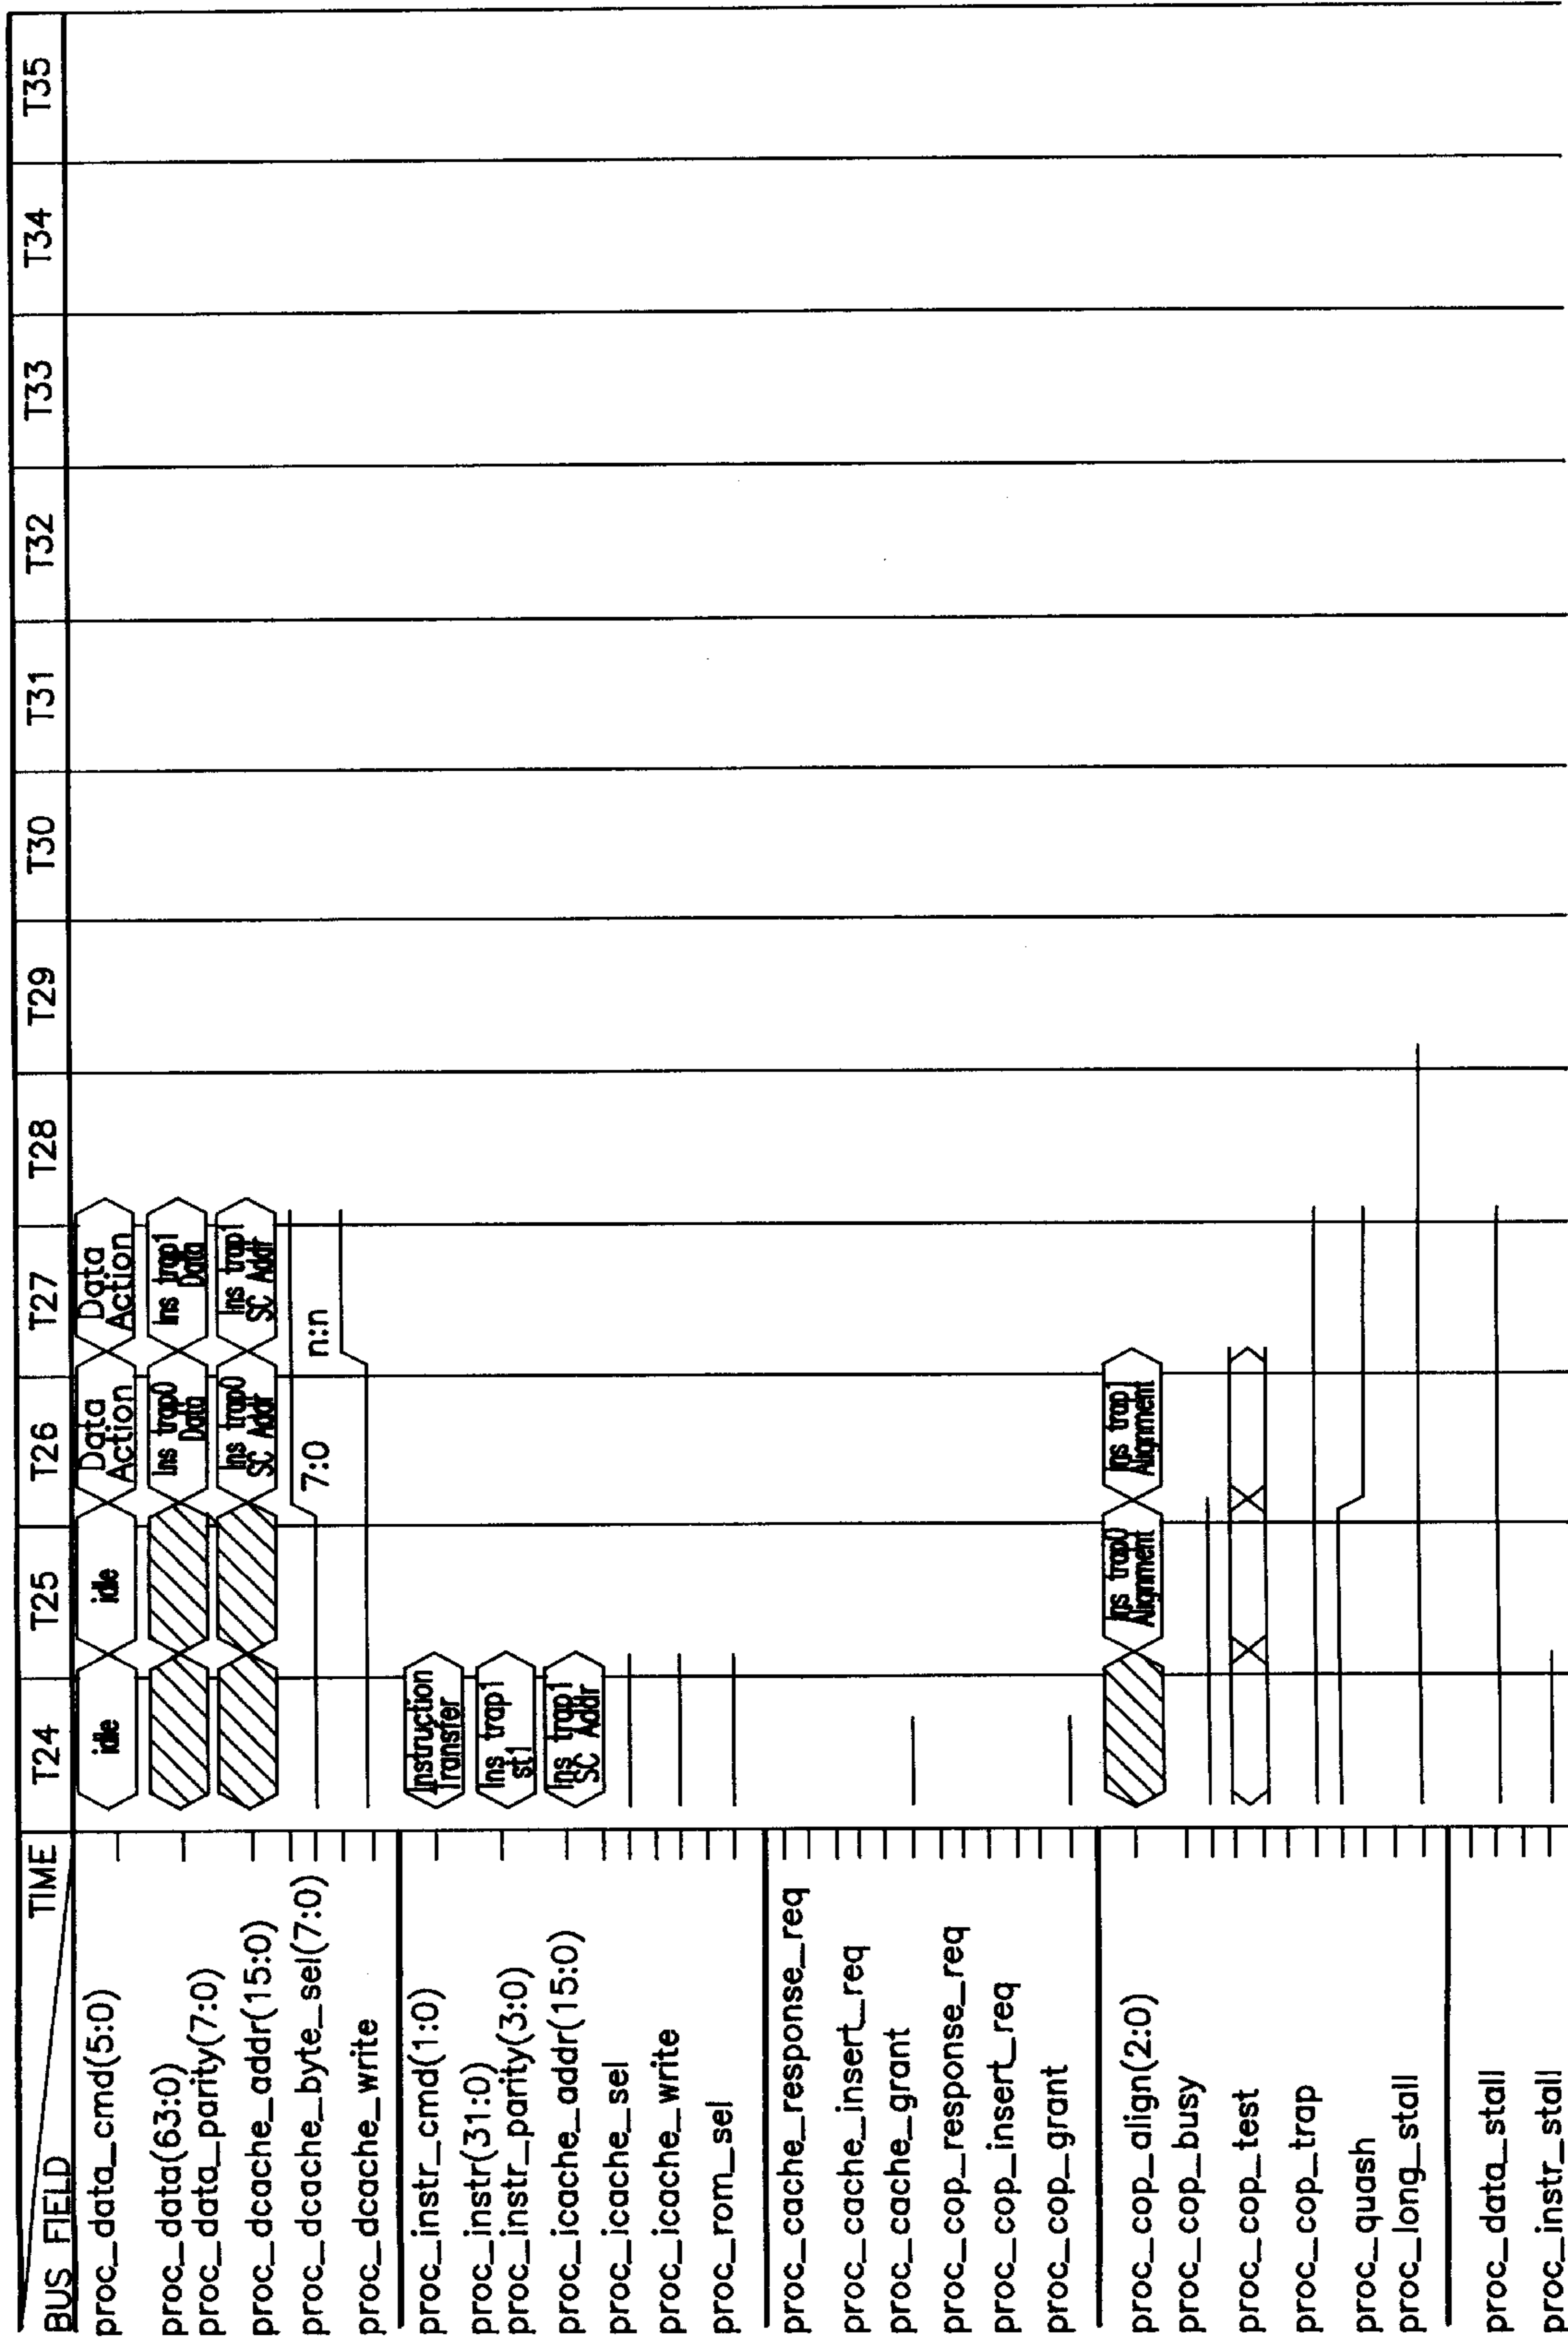 BUS FIELD TIME T24 T25 T26 T27 T28 T29 T30 T31 T32 T33 T34 T35
proc_data_cmd(5:0) idle idle Data Action Data Action
proc_data(63:0) Ins trap0 Data Ins trap1 Data
proc_data_parity(7:0)
proc_dcache_addr(15:0) Ins trap0 SC Addr Ins trap1 SC Addr
proc_dcache_byte_sel(7:0) 7:0 n:n
proc_dcache_write
proc_instr_cmd(1:0) Instruction Transfer
proc_instr(31:0) Ins trap1 st1
proc_instr_parity(3:0)
proc_icache_addr(15:0) Ins trap1 SC Addr
proc_icache_sel
proc_icache_write
proc_rom_sel
proc_cache_response_req
proc_cache_insert_req
proc_cache_grant
proc_cop_response_req
proc_cop_insert_req
proc_cop_grant
proc_cop_align(2:0) Ins trap0 Alignment Ins trap1 Alignment
proc_cop_busy
proc_cop_test
proc_cop_trap
proc_quash
proc_long_stall
proc_data_stall
proc_instr_stall